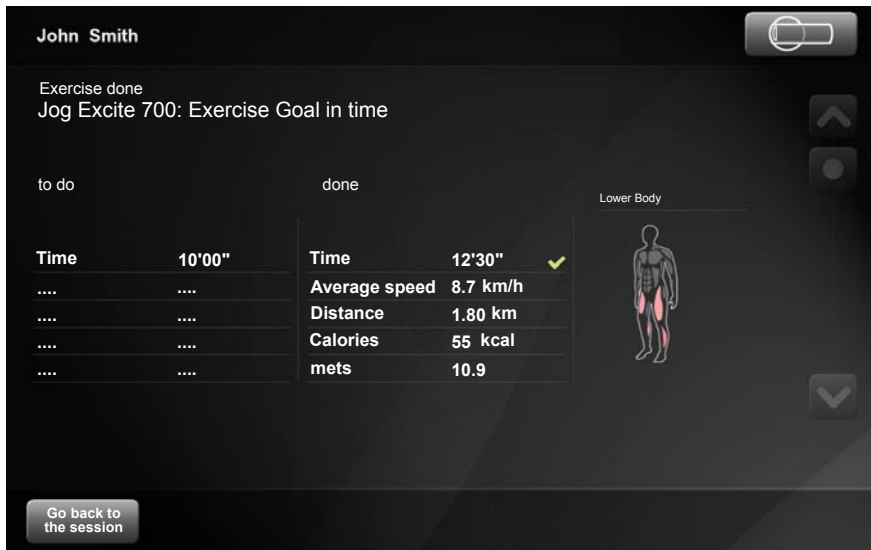 John Smith
Exercise done
Jog Excite 700: Exercise Goal in time
to do
done
Lower Body
Time 10'00" Time 12'30"
.... .... Average speed 8.7 km/h
.... .... Distance 1.80 km
.... .... Calories 55 kcal
.... .... mets 10.9
Go back to
the session